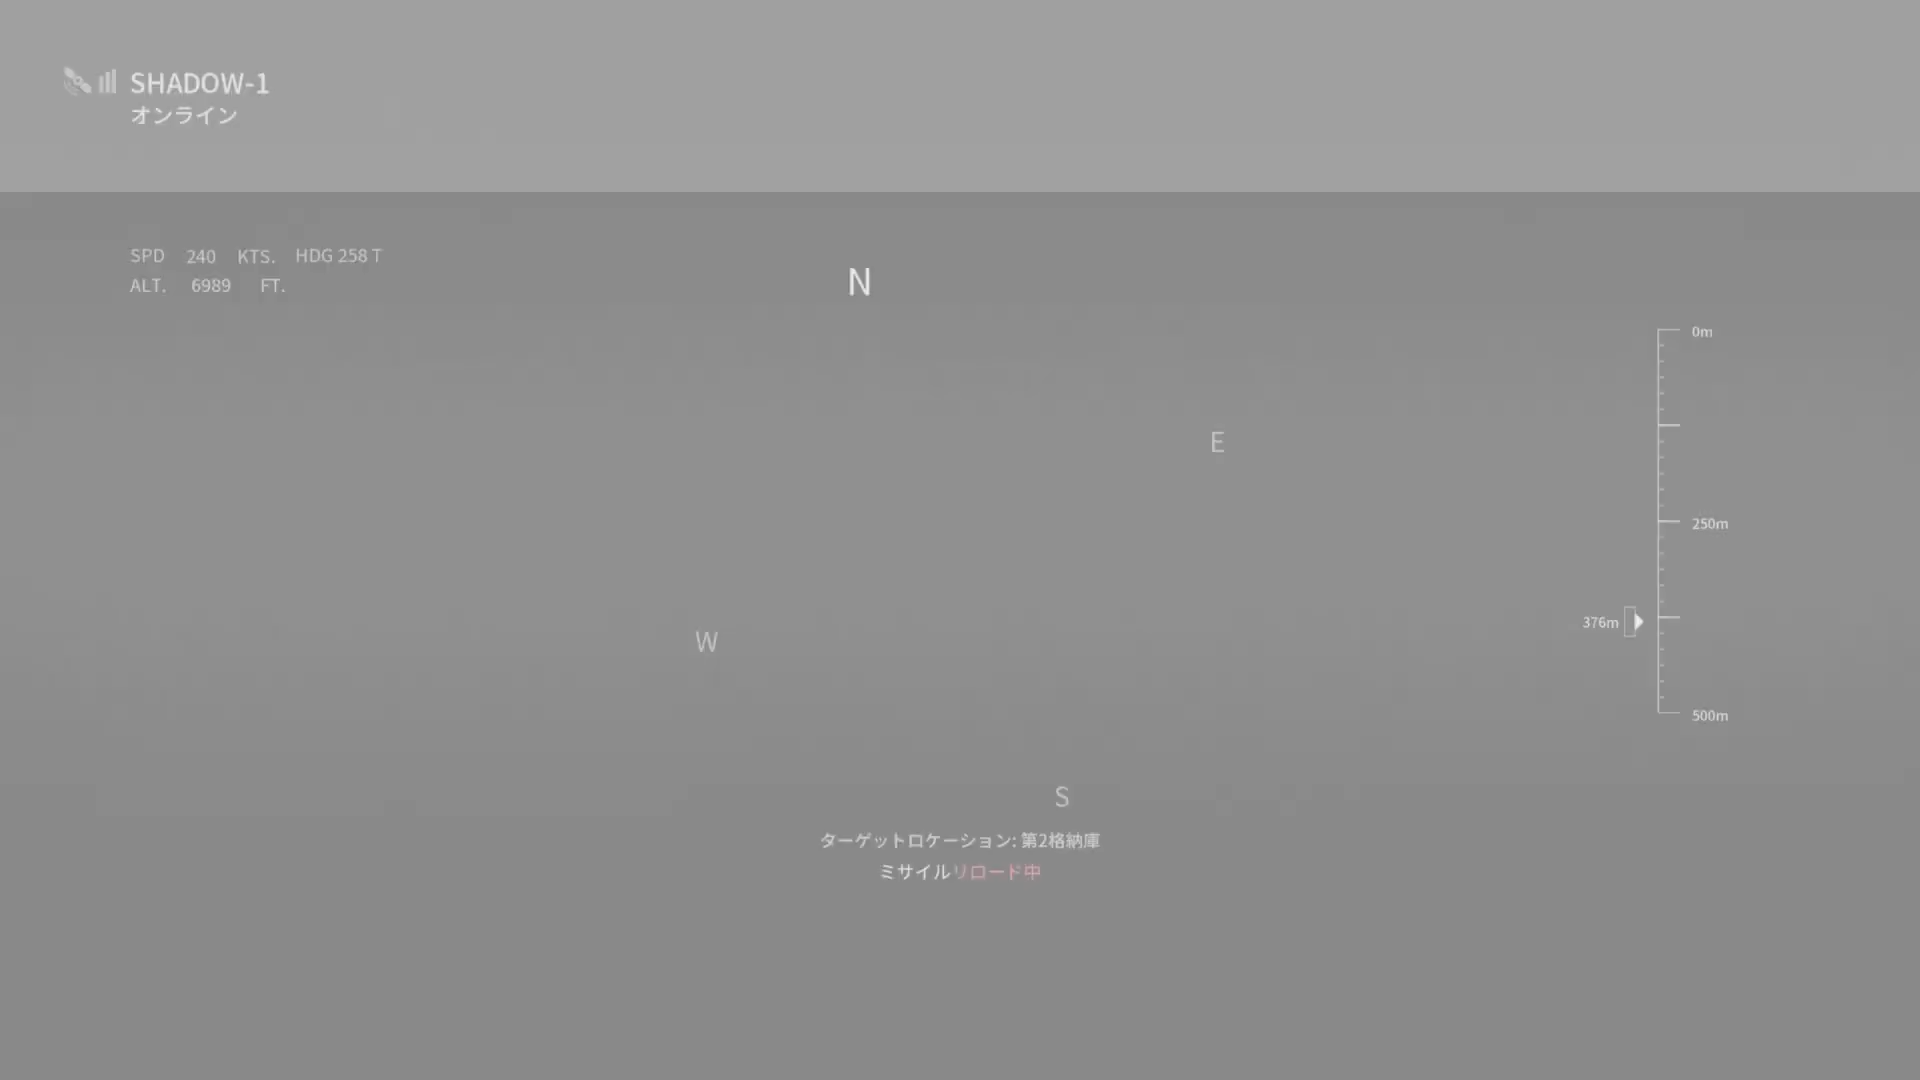 SHADOW-1
オンライン
SPD 240 KTS. HDG 258 T
ALT. 6989 FT.
N
E
W
S
0m
250m
376m
500m
ターゲットロケーション: 第2格納庫
ミサイルリロード中